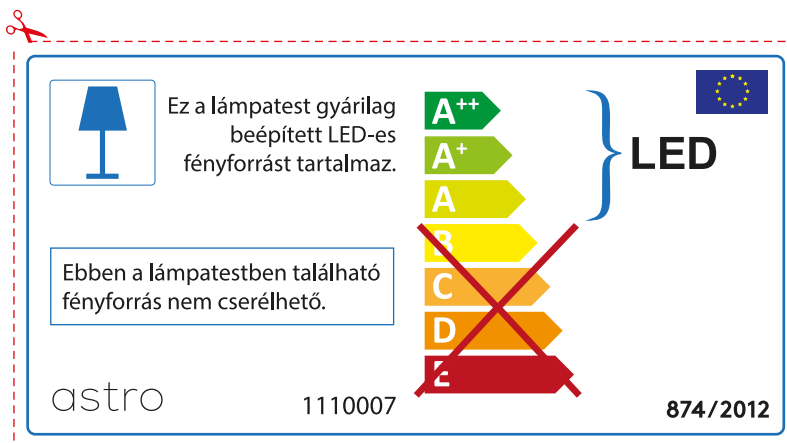 Ez a lámpatest gyárilag
beépített LED-es
fényforrást tartalmaz.
Ebben a lámpatestben található
fényforrás nem cserélhető.
A++
A+
A
B
C
D
E
LED
astro
1110007
874/2012